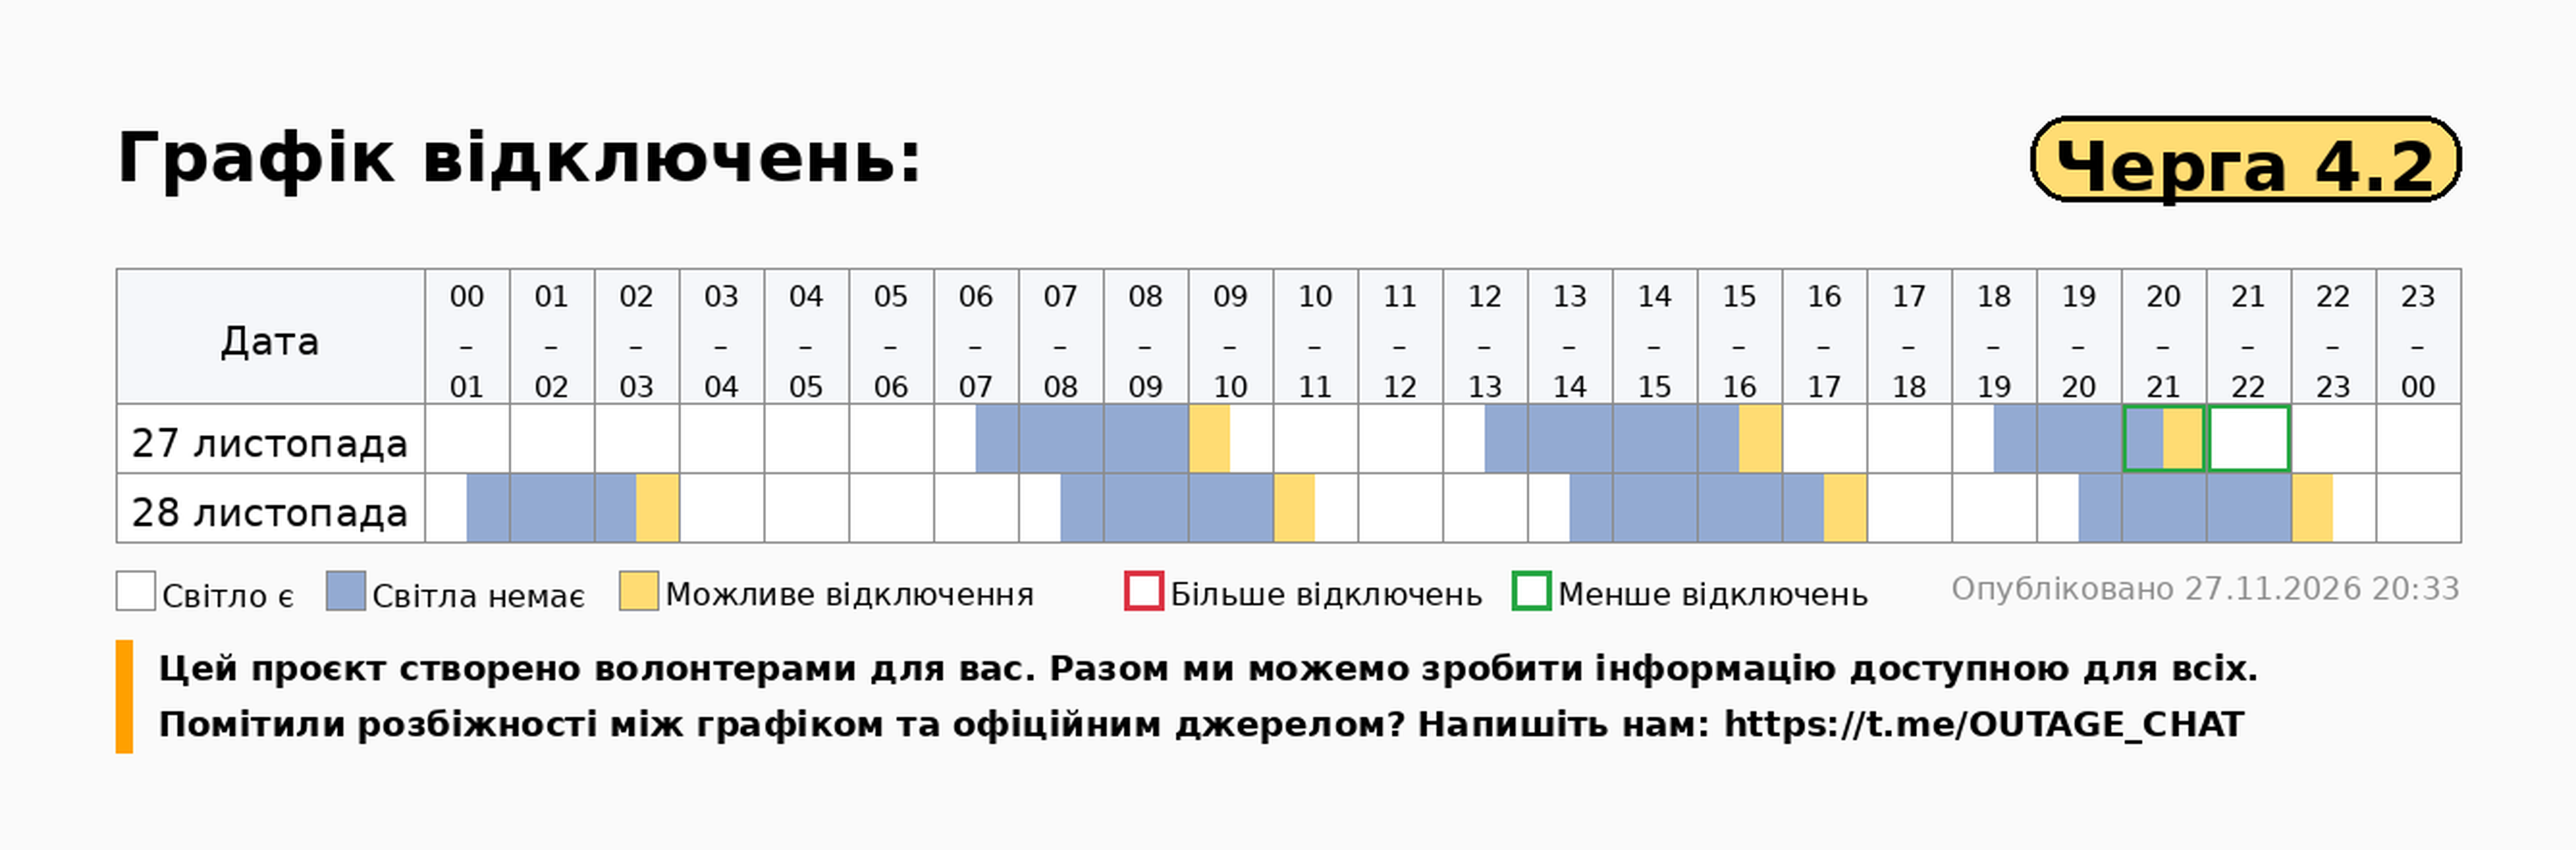 Графік відключень:
Черга 4.2
Дата
00 – 01
01 – 02
02 – 03
03 – 04
04 – 05
05 – 06
06 – 07
07 – 08
08 – 09
09 – 10
10 – 11
11 – 12
12 – 13
13 – 14
14 – 15
15 – 16
16 – 17
17 – 18
18 – 19
19 – 20
20 – 21
21 – 22
22 – 23
23 – 00
27 листопада
28 листопада
Світло є
Світла немає
Можливе відключення
Більше відключень
Менше відключень
Опубліковано 27.11.2026 20:33
Цей проєкт створено волонтерами для вас. Разом ми можемо зробити інформацію доступною для всіх.
Помітили розбіжності між графіком та офіційним джерелом? Напишіть нам: https://t.me/OUTAGE_CHAT